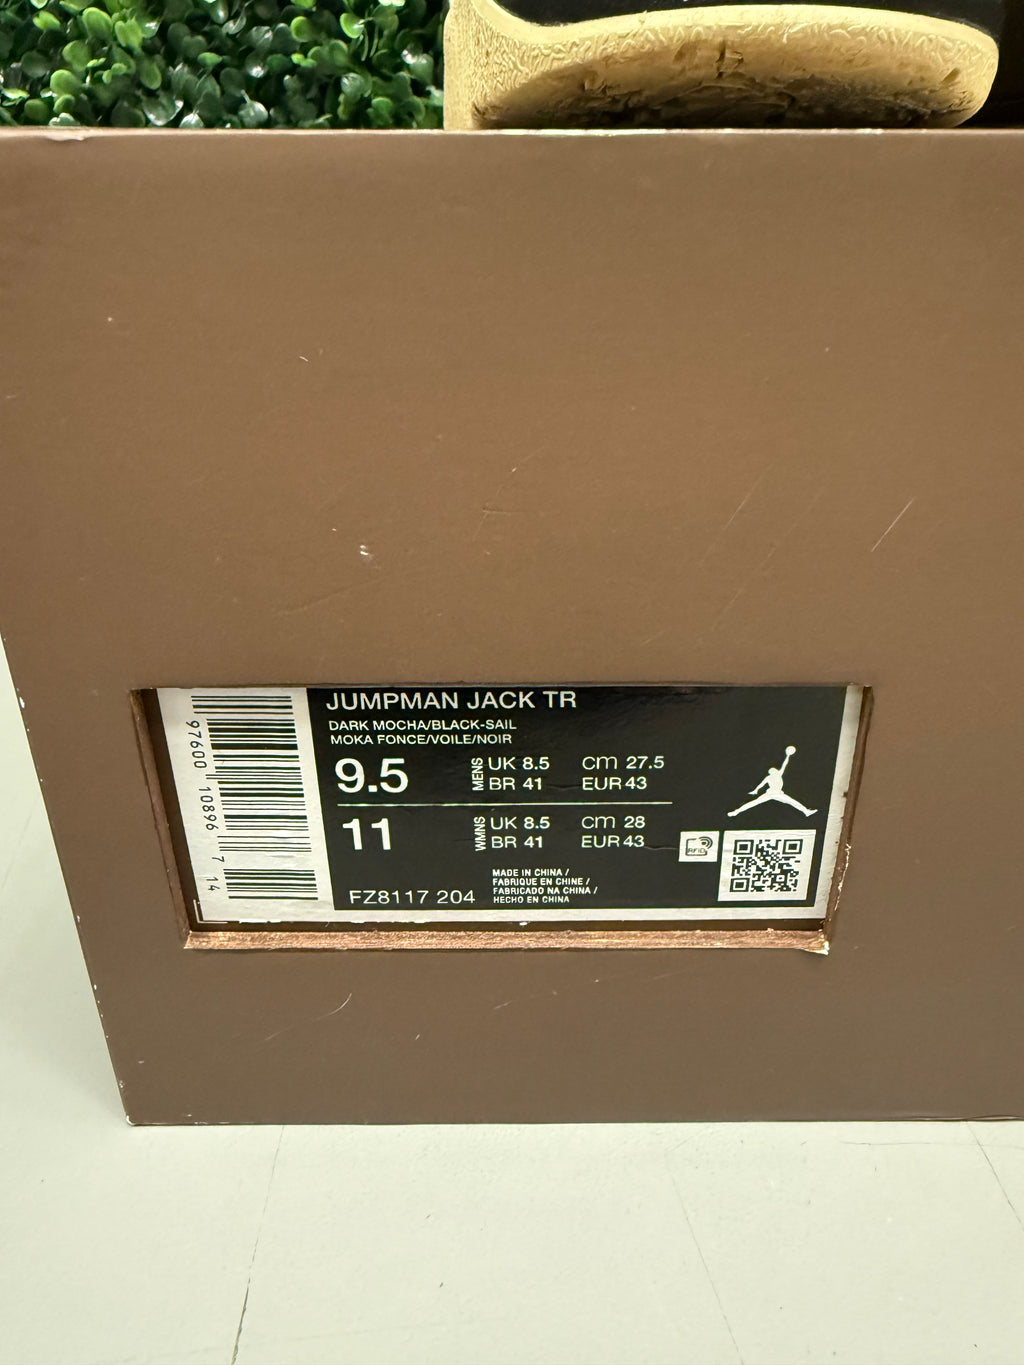 JUMPMAN JACK TR
DARK MOCHA/BLACK-SAIL
MOKA FONCE/VOILE/NOIR
9.5 MENS UK 8.5 cm 27.5
BR 41 EUR 43
11 WMNS UK 8.5 cm 28
BR 41 EUR 43
RFID
FZ8117 204
MADE IN CHINA /
FABRIQUE EN CHINE /
FABRICADO NA CHINA /
HECHO EN CHINA
97600 10896 7 14